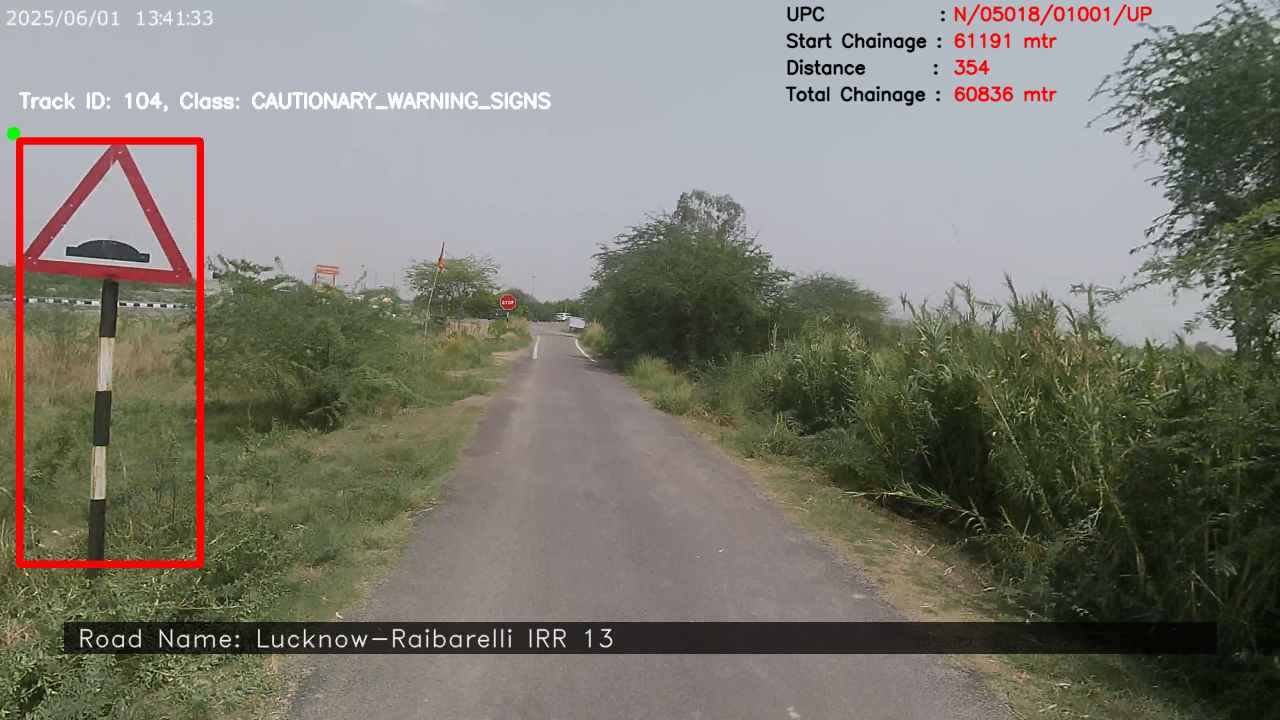 2025/06/01 13:41:33
UPC : N/05018/01001/UP
Start Chainage : 61191 mtr
Distance : 354
Total Chainage : 60836 mtr
Track ID: 104, Class: CAUTIONARY_WARNING_SIGNS
STOP
Road Name: Lucknow-Raibarelli IRR 13